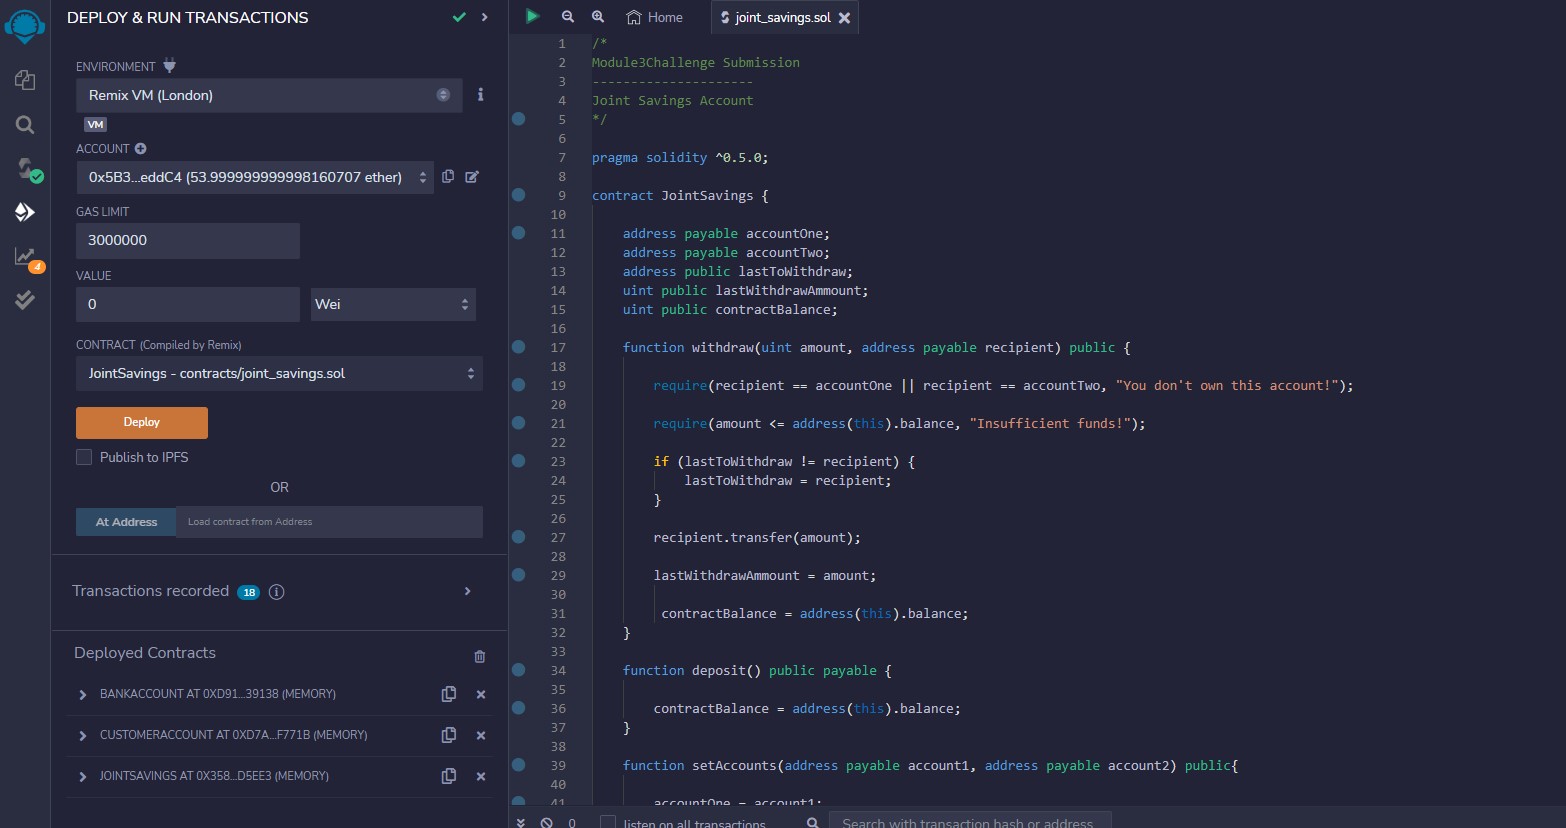 DEPLOY & RUN TRANSACTIONS
ENVIRONMENT
Remix VM (London)
VM
ACCOUNT
0x5B3...eddC4 (53.999999999998160707 ether)
GAS LIMIT
3000000
VALUE
0
Wei
CONTRACT (Compiled by Remix)
JointSavings - contracts/joint_savings.sol
Deploy
Publish to IPFS
OR
At Address
Load contract from Address
Transactions recorded 18
Deployed Contracts
BANKACCOUNT AT 0XD91...39138 (MEMORY)
CUSTOMERACCOUNT AT 0XD7A...F771B (MEMORY)
JOINTSAVINGS AT 0X358...D5EE3 (MEMORY)
4
Home
joint_savings.sol
1 /*
2 Module3Challenge Submission
3 ---------------------
4 Joint Savings Account
5 */
6
7 pragma solidity ^0.5.0;
8
9 contract JointSavings {
10
11 address payable accountOne;
12 address payable accountTwo;
13 address public lastToWithdraw;
14 uint public lastWithdrawAmmount;
15 uint public contractBalance;
16
17 function withdraw(uint amount, address payable recipient) public {
18
19 require(recipient == accountOne || recipient == accountTwo, "You don't own this account!");
20
21 require(amount <= address(this).balance, "Insufficient funds!");
22
23 if (lastToWithdraw != recipient) {
24 lastToWithdraw = recipient;
25 }
26
27 recipient.transfer(amount);
28
29 lastWithdrawAmmount = amount;
30
31 contractBalance = address(this).balance;
32 }
33
34 function deposit() public payable {
35
36 contractBalance = address(this).balance;
37 }
38
39 function setAccounts(address payable account1, address payable account2) public{
40
41 accountOne = account1;
0
listen on all transactions
Search with transaction hash or address